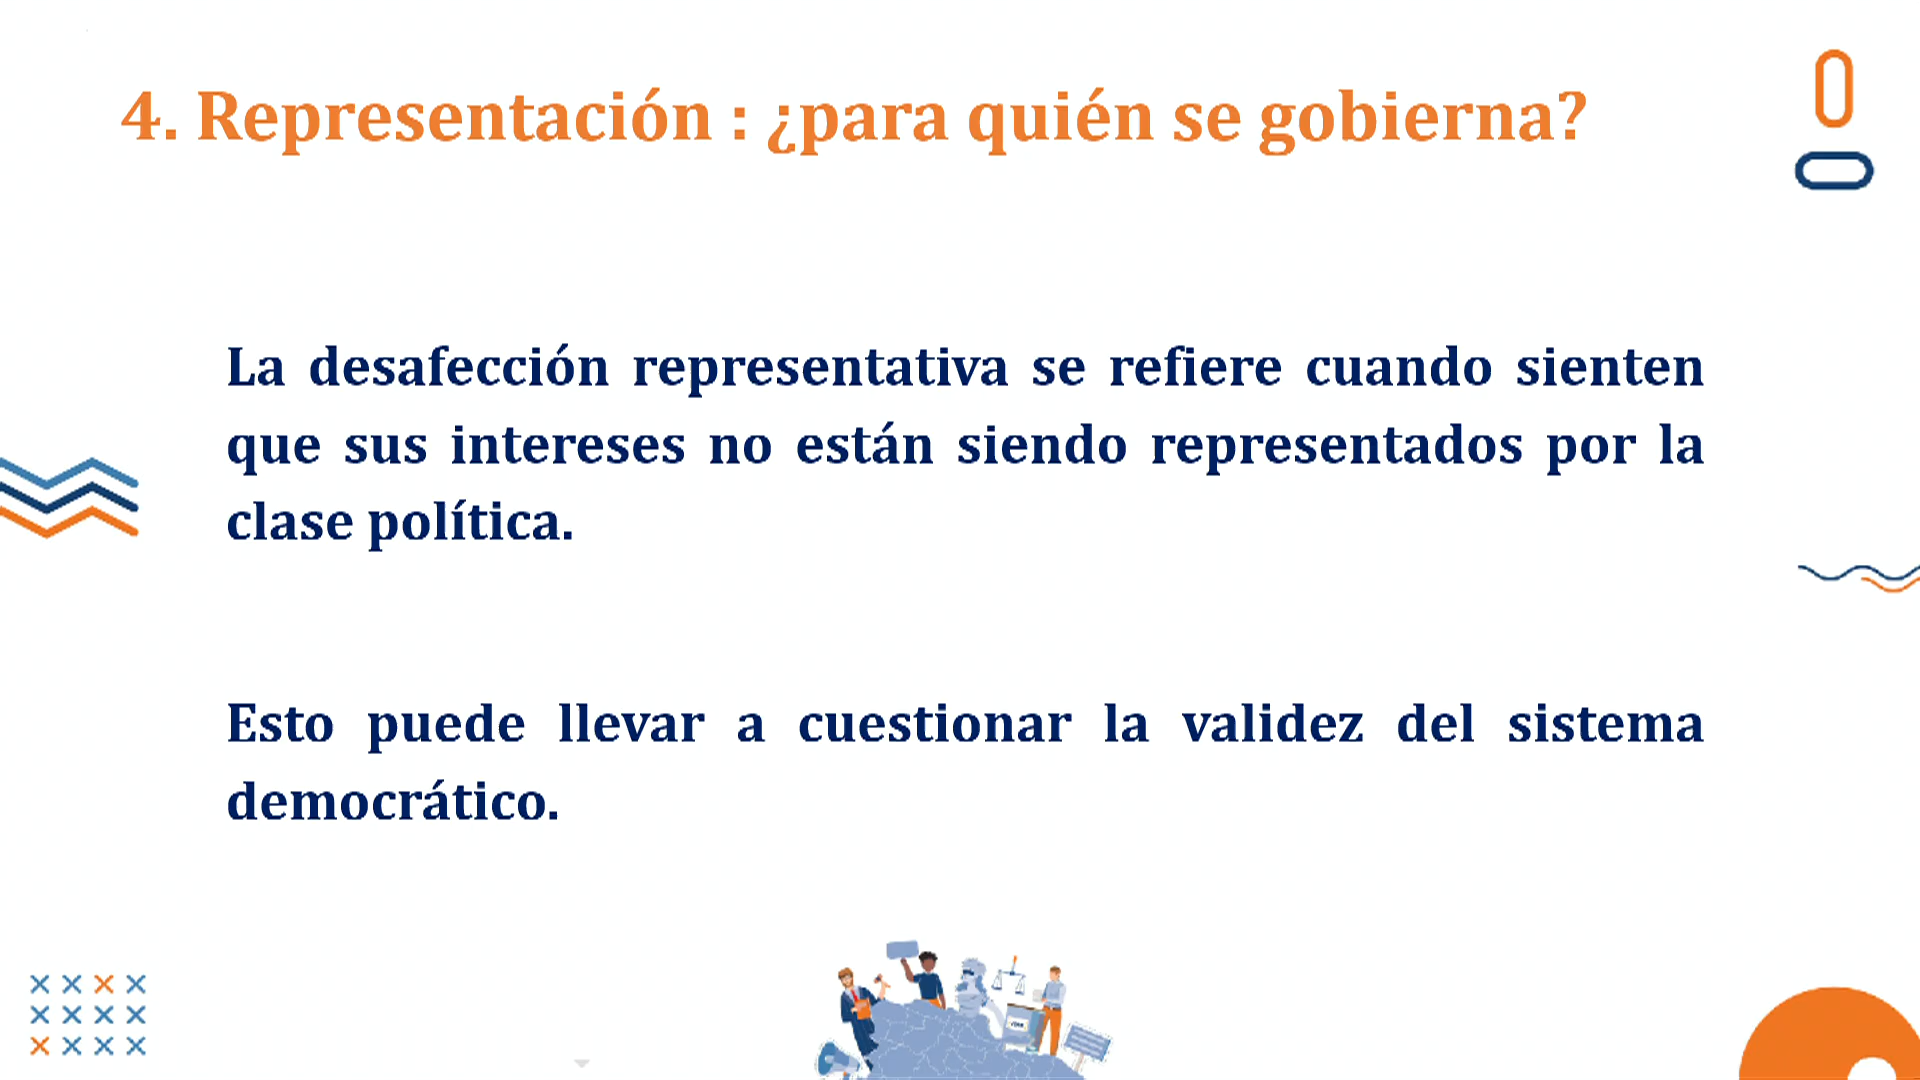 4. Representación : ¿para quién se gobierna?
La desafección representativa se refiere cuando sienten
que sus intereses no están siendo representados por la
clase política.
Esto puede llevar a cuestionar la validez del sistema
democrático.